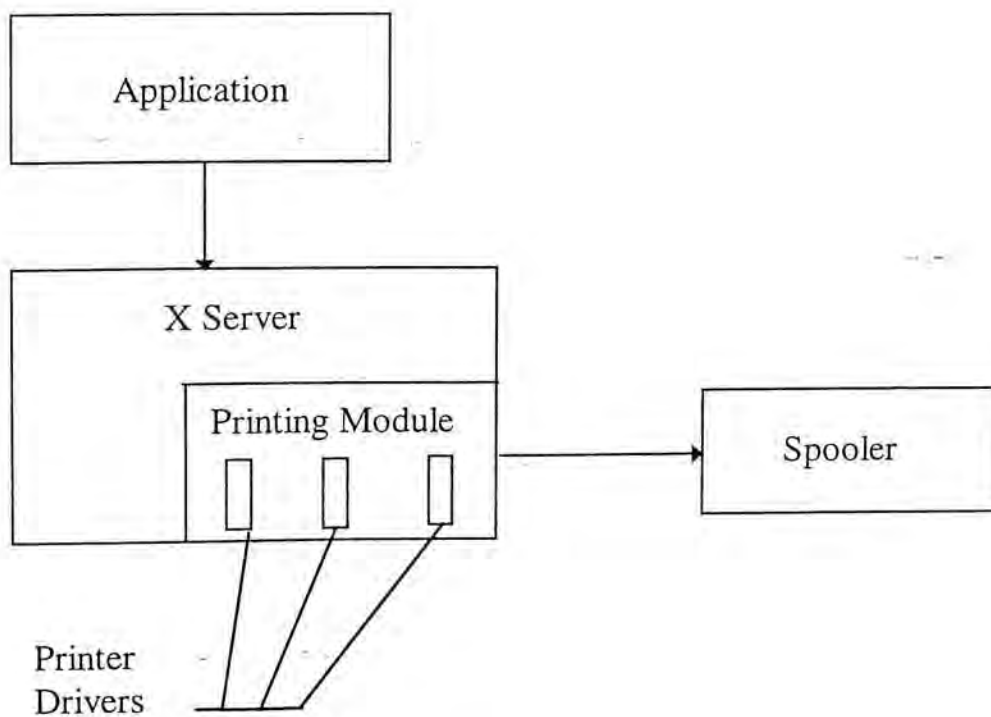 Application
X Server
Printing Module
Spooler
Printer
Drivers